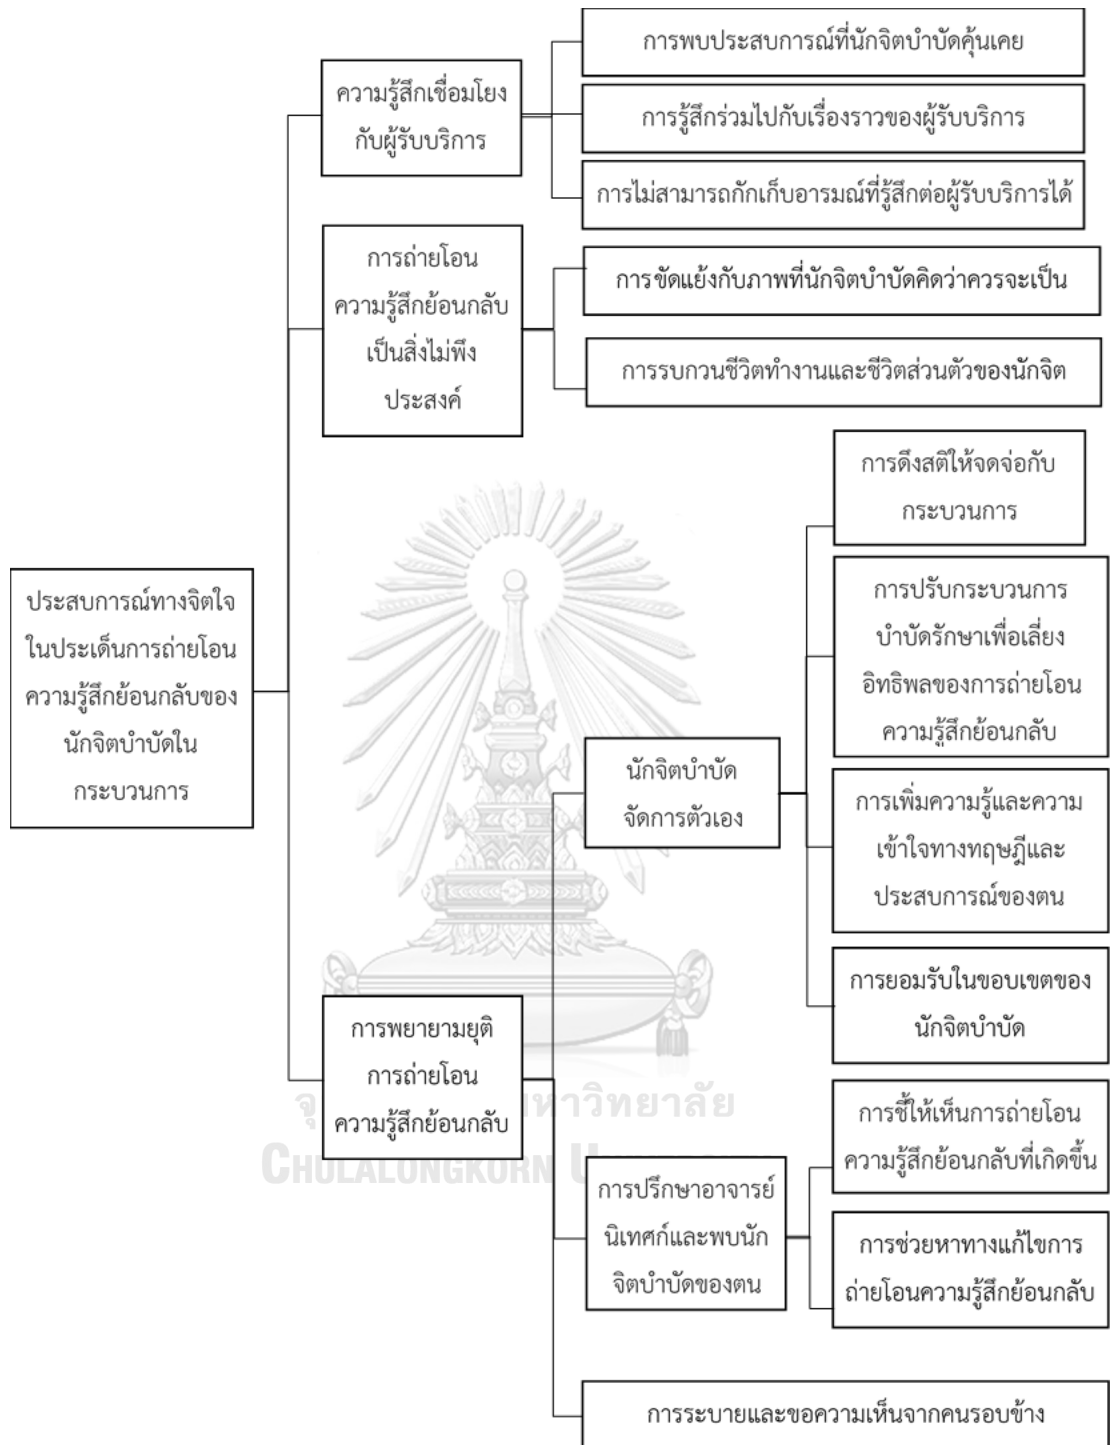 ประสบการณ์ทางจิตใจ
ในประเด็นการถ่ายโอน
ความรู้สึกย้อนกลับของ
นักจิตบำบัดใน
กระบวนการ
ความรู้สึกเชื่อมโยง
กับผู้รับบริการ
การพบประสบการณ์ที่นักจิตบำบัดคุ้นเคย
การรู้สึกร่วมไปกับเรื่องราวของผู้รับบริการ
การไม่สามารถกักเก็บอารมณ์ที่รู้สึกต่อผู้รับบริการได้
การถ่ายโอน
ความรู้สึกย้อนกลับ
เป็นสิ่งไม่พึง
ประสงค์
การขัดแย้งกับภาพที่นักจิตบำบัดคิดว่าควรจะเป็น
การรบกวนชีวิตทำงานและชีวิตส่วนตัวของนักจิต
การพยายามยุติ
การถ่ายโอน
ความรู้สึกย้อนกลับ
นักจิตบำบัด
จัดการตัวเอง
การดึงสติให้จดจ่อกับ
กระบวนการ
การปรับกระบวนการ
บำบัดรักษาเพื่อเลี่ยง
อิทธิพลของการถ่ายโอน
ความรู้สึกย้อนกลับ
การเพิ่มความรู้และความ
เข้าใจทางทฤษฎีและ
ประสบการณ์ของตน
การยอมรับในขอบเขตของ
นักจิตบำบัด
การปรึกษาอาจารย์
นิเทศก์และพบนัก
จิตบำบัดของตน
การชี้ให้เห็นการถ่ายโอน
ความรู้สึกย้อนกลับที่เกิดขึ้น
การช่วยหาทางแก้ไขการ
ถ่ายโอนความรู้สึกย้อนกลับ
การระบายและขอความเห็นจากคนรอบข้าง
จุ หาวิทยาลัย
CHULALONGKORN U